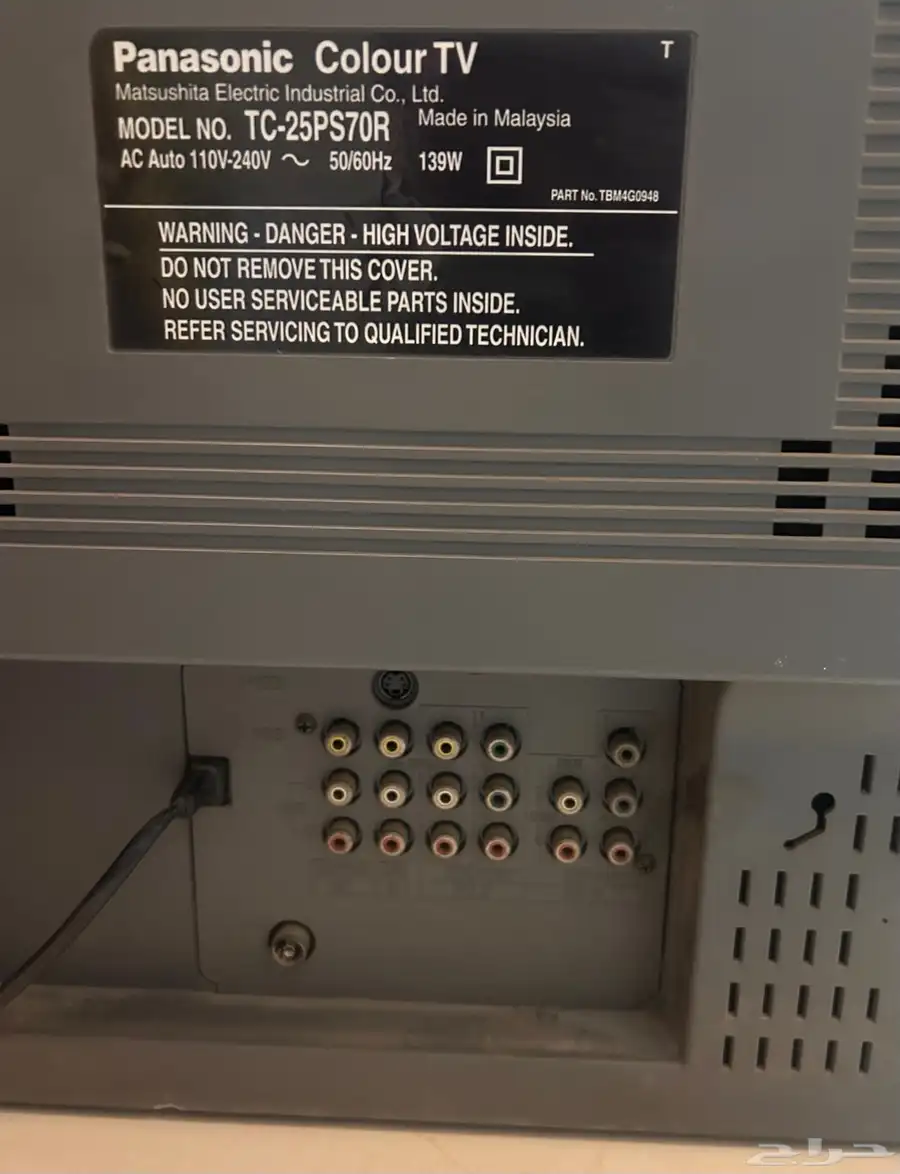 Panasonic Colour TV
T
Matsushita Electric Industrial Co., Ltd.
MODEL NO. TC-25PS70R Made in Malaysia
AC Auto 110V-240V ~ 50/60Hz 139W
PART No. TBM4G0948
WARNING - DANGER - HIGH VOLTAGE INSIDE.
DO NOT REMOVE THIS COVER.
NO USER SERVICEABLE PARTS INSIDE.
REFER SERVICING TO QUALIFIED TECHNICIAN.
حراج